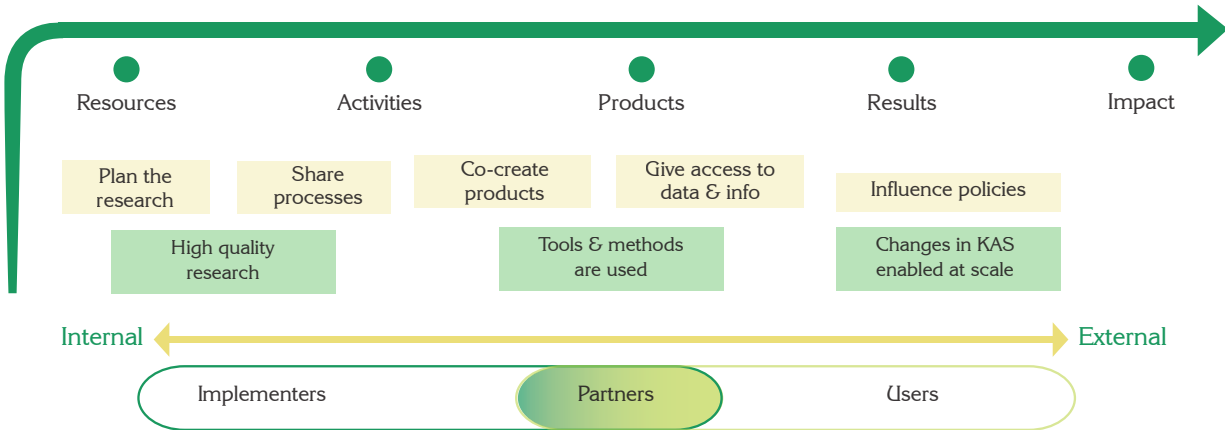 Resources
Activities
Products
Results
Impact
Plan the
research
Share
processes
Co-create
products
Give access to
data & info
Influence policies
High quality
research
Tools & methods
are used
Changes in KAS
enabled at scale
Internal
External
Implementers
Partners
Users